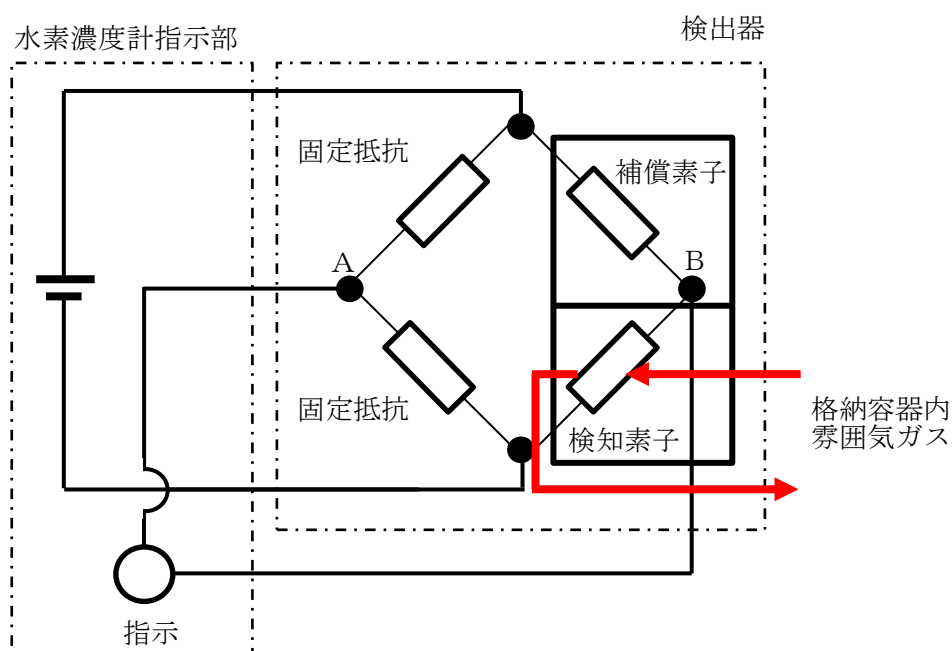 水素濃度計指示部
検出器
固定抵抗
補償素子
A
B
固定抵抗
検知素子
格納容器内
雰囲気ガス
指示